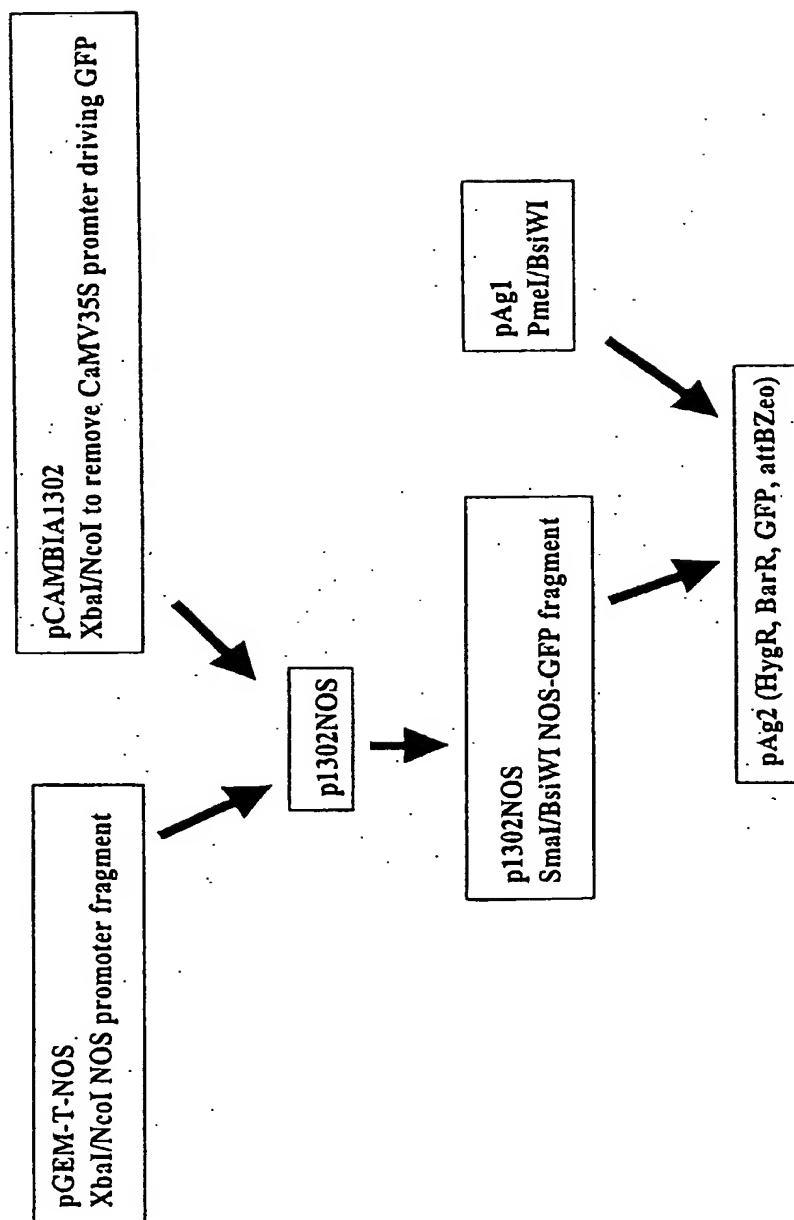 pGEM-T-NOS
XbaI/NcoI NOS promoter fragment
pCAMBIA1302
XbaI/NcoI to remove CaMV35S promter driving GFP
p1302NOS
p1302NOS
SmaI/BsiWI NOS-GFP fragment
pAg1
PmeI/BsiWI
pAg2 (HygR, BarR, GFP, attBZeo)